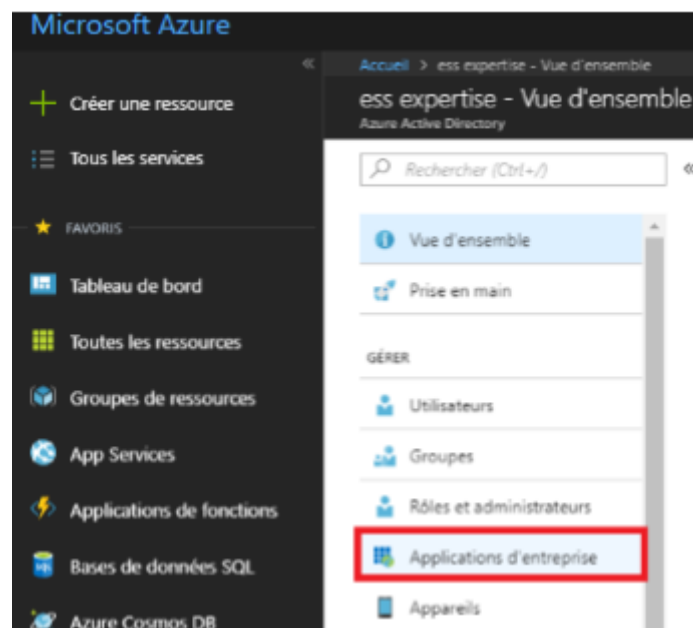 Microsoft Azure
«
Créer une ressource
Tous les services
FAVORIS
Tableau de bord
Toutes les ressources
Groupes de ressources
App Services
Applications de fonctions
Bases de données SQL
Azure Cosmos DB
Accueil > ess expertise - Vue d'ensemble
ess expertise - Vue d'ensemble
Azure Active Directory
Rechercher (Ctrl+/)
«
Vue d'ensemble
Prise en main
GÉRER
Utilisateurs
Groupes
Rôles et administrateurs
Applications d'entreprise
Appareils